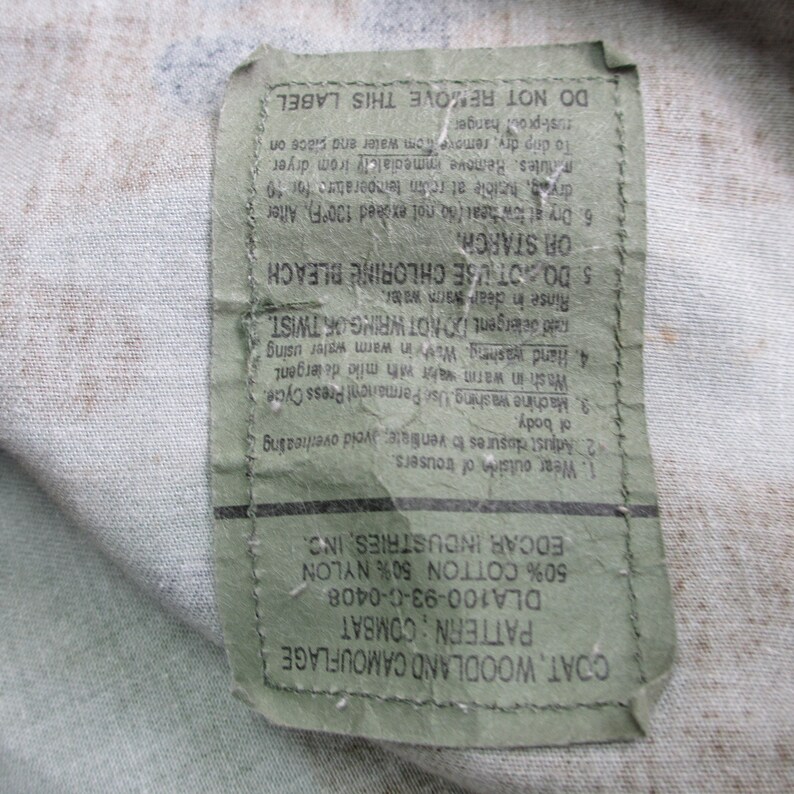 COAT, WOODLAND CAMOUFLAGE
PATTERN : COMBAT
DLA100-93-C-0408
50% COTTON 50% NYLON
EDCAR INDUSTRIES, INC.
1. Wear outside of trousers.
2. Adjust closures to ventilate; avoid overheating
of body.
3. Machine washing. Use Permanent Press Cycle.
Wash in warm water with mild detergent.
4. Hand washing. Wash in warm water using
mild detergent. DO NOT WRING OR TWIST.
Rinse in clean warm water.
5 DO NOT USE CHLORINE BLEACH
OR STARCH.
6. Dry at low heat (do not exceed 130°F). After
drying, tumble at room temperature for 10
minutes. Remove immediately from dryer.
To drip dry, remove from water and place on
rust-proof hanger.
DO NOT REMOVE THIS LABEL